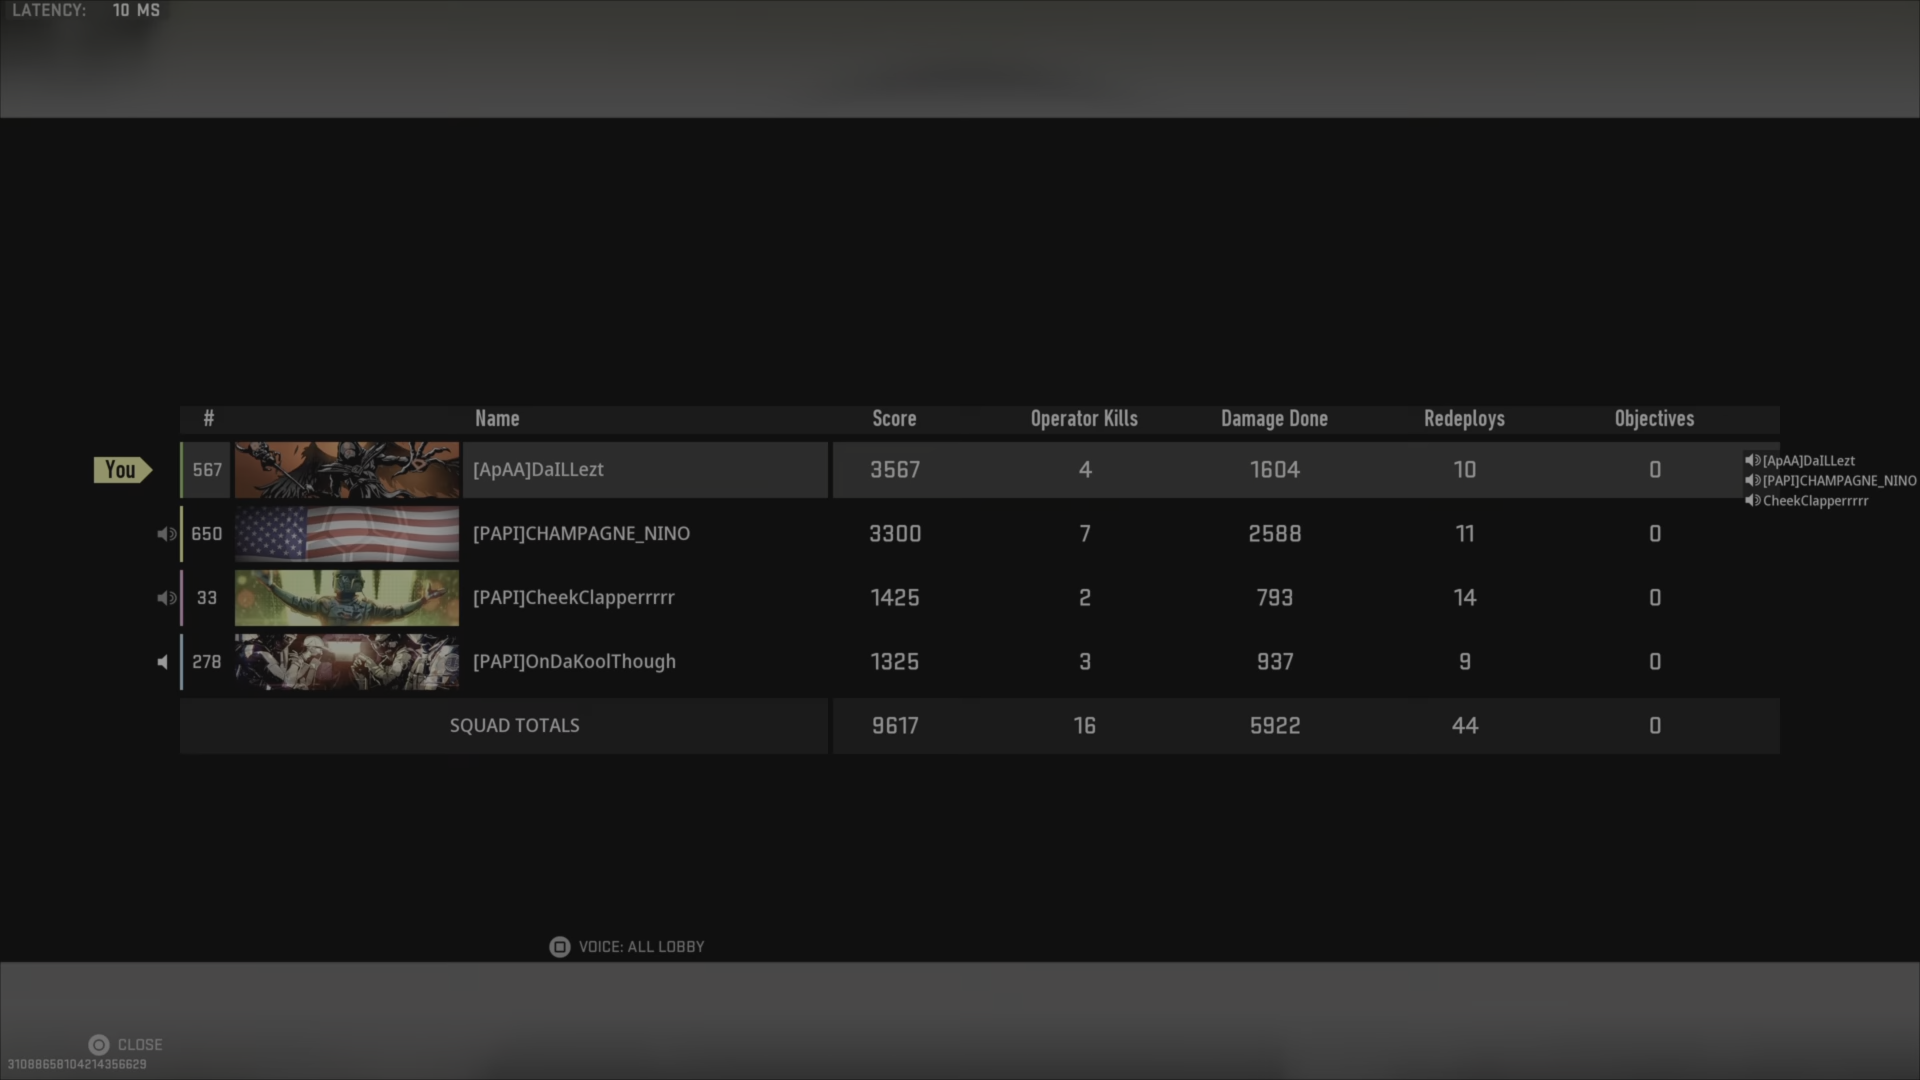 LATENCY: 10 MS
# Name Score Operator Kills Damage Done Redeploys Objectives
You 567 [ApAA]DaILLezt 3567 4 1604 10 0
650 [PAPI]CHAMPAGNE_NINO 3300 7 2588 11 0
33 [PAPI]CheekClapperrrrr 1425 2 793 14 0
278 [PAPI]OnDaKoolThough 1325 3 937 9 0
SQUAD TOTALS 9617 16 5922 44 0
[ApAA]DaILLezt
[PAPI]CHAMPAGNE_NINO
CheekClapperrrrr
VOICE: ALL LOBBY
CLOSE
31088658104214356629